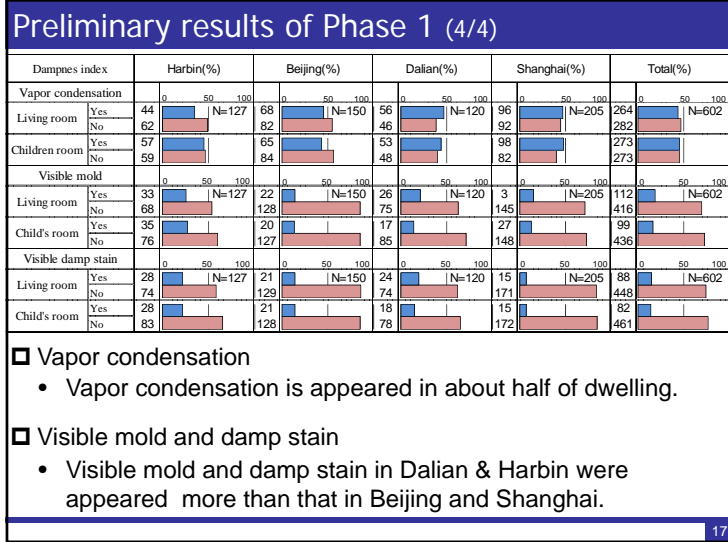 Preliminary results of Phase 1 (4/4)
Dampnes index Harbin(%) Beijing(%) Dalian(%) Shanghai(%) Total(%)
Vapor condensation 0 50 100 0 50 100 0 50 100 0 50 100 0 50 100
Living room Yes 44 N=127 68 N=150 56 N=120 96 N=205 264 N=602
No 62 82 46 92 282
Children room Yes 57 65 53 98 273
No 59 84 48 82 273
Visible mold 0 50 100 0 50 100 0 50 100 0 50 100 0 50 100
Living room Yes 33 N=127 22 N=150 26 N=120 3 N=205 112 N=602
No 68 128 75 145 416
Child's room Yes 35 20 17 27 99
No 76 127 85 148 436
Visible damp stain 0 50 100 0 50 100 0 50 100 0 50 100 0 50 100
Living room Yes 28 N=127 21 N=150 24 N=120 15 N=205 88 N=602
No 74 129 74 171 448
Child's room Yes 28 21 18 15 82
No 83 128 78 172 461
Vapor condensation
• Vapor condensation is appeared in about half of dwelling.
Visible mold and damp stain
• Visible mold and damp stain in Dalian & Harbin were
appeared more than that in Beijing and Shanghai.
17